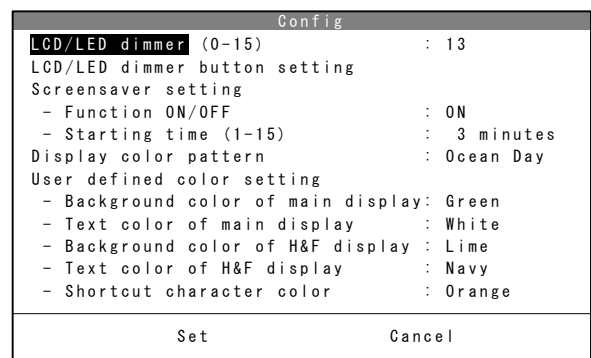 Config
LCD/LED dimmer (0-15) : 13
LCD/LED dimmer button setting
Screensaver setting
- Function ON/OFF : ON
- Starting time (1-15) : 3 minutes
Display color pattern : Ocean Day
User defined color setting
- Background color of main display: Green
- Text color of main display : White
- Background color of H&F display : Lime
- Text color of H&F display : Navy
- Shortcut character color : Orange
Set Cancel